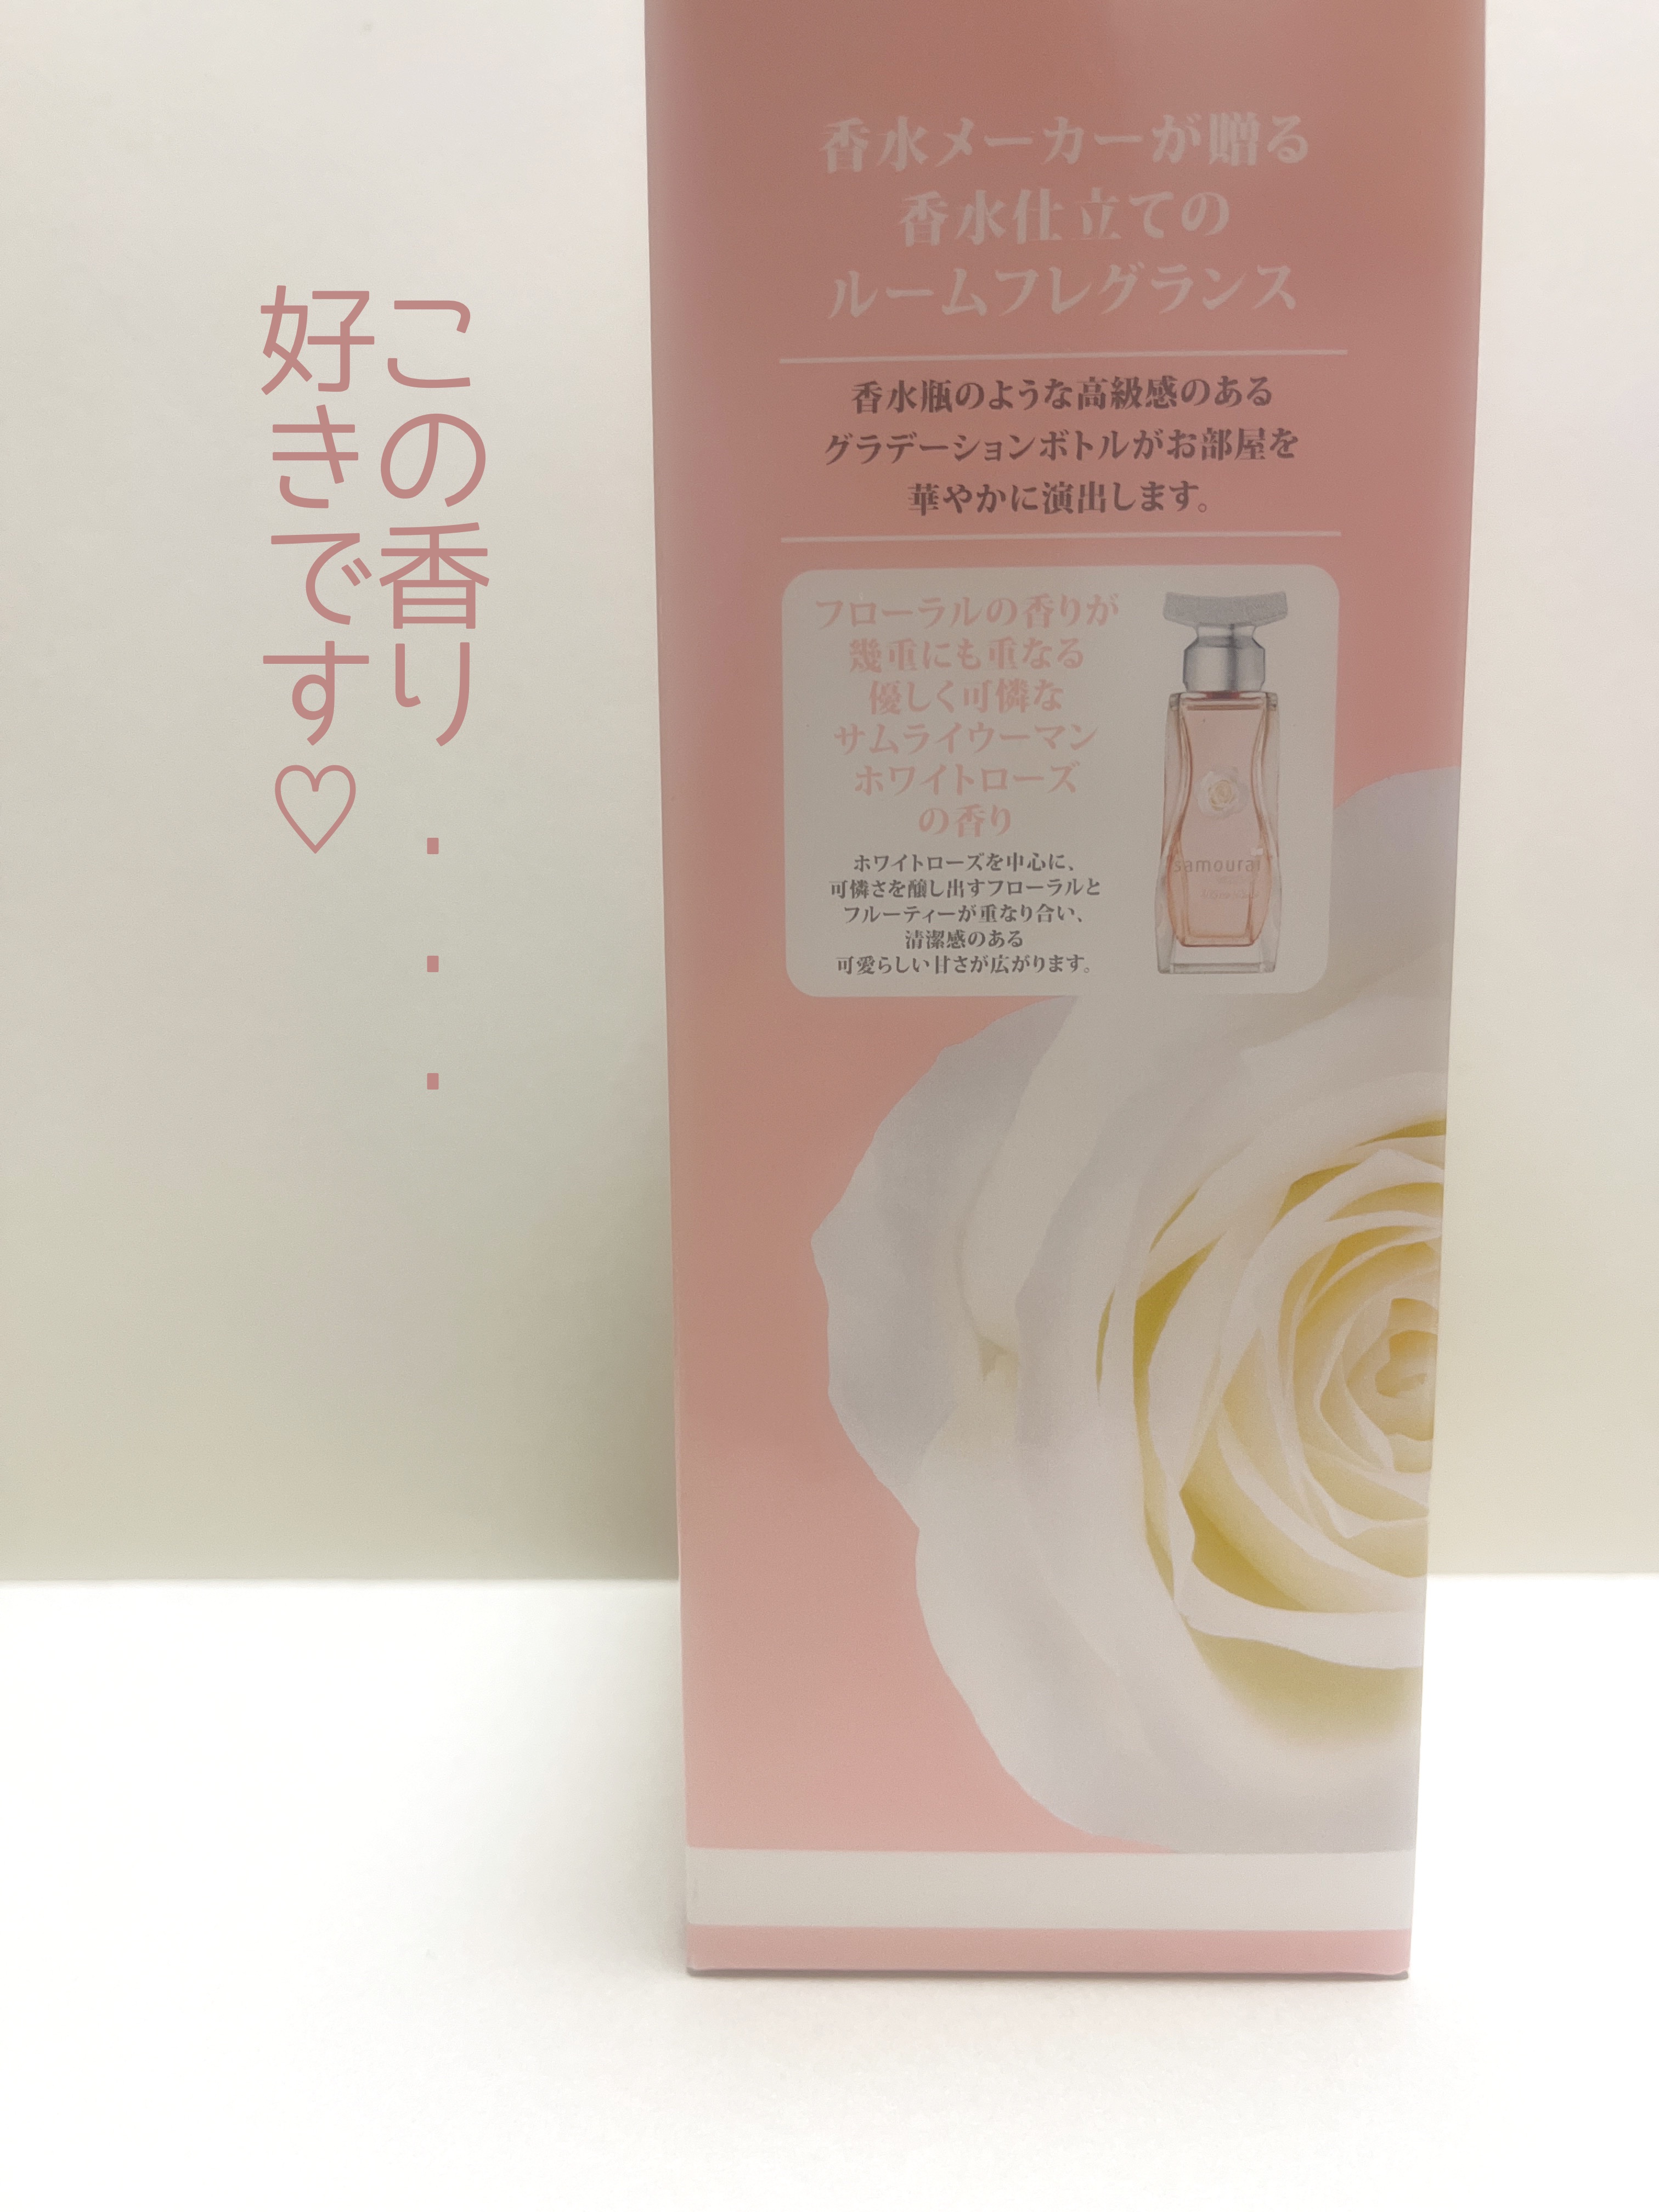 この香り...
好きです♡
香水メーカーが贈る
香水仕立ての
ルームフレグランス
香水瓶のような高級感のある
グラデーションボトルがお部屋を
華やかに演出します。
フローラルの香りが
幾重にも重なる
優しく可憐な
サムライウーマン
ホワイトローズ
の香り
ホワイトローズを中心に、
可憐さを醸し出すフローラルと
フルーティーが重なり合い、
清潔感のある
可愛らしい甘さが広がります。
samourai